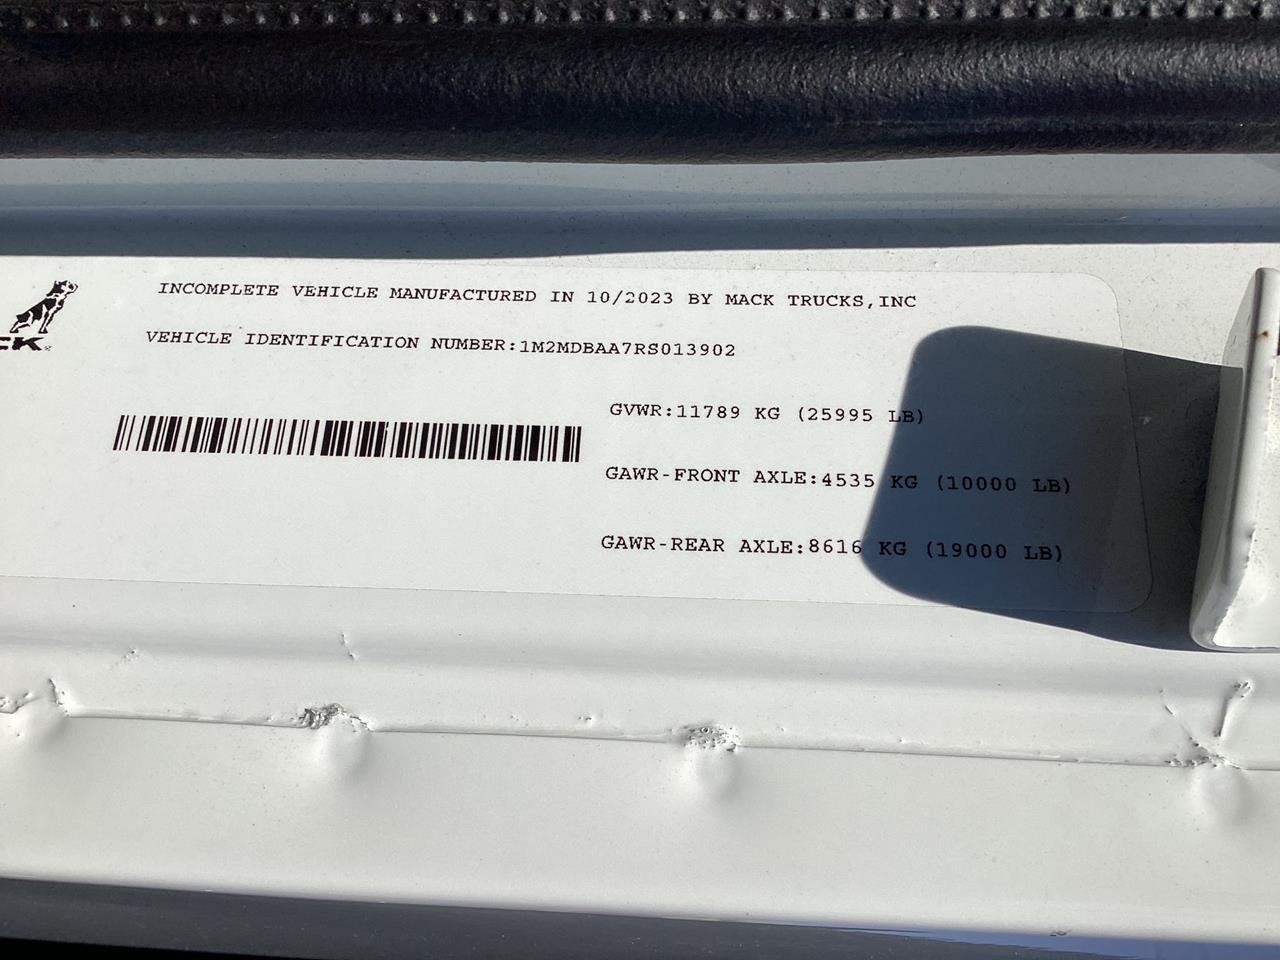 INCOMPLETE VEHICLE MANUFACTURED IN 10/2023 BY MACK TRUCKS,INC
CK
VEHICLE IDENTIFICATION NUMBER:1M2MDBAA7RS013902
GVWR:11789 KG (25995 LB)
GAWR-FRONT AXLE:4535 KG (10000 LB)
GAWR-REAR AXLE:8616 KG (19000 LB)